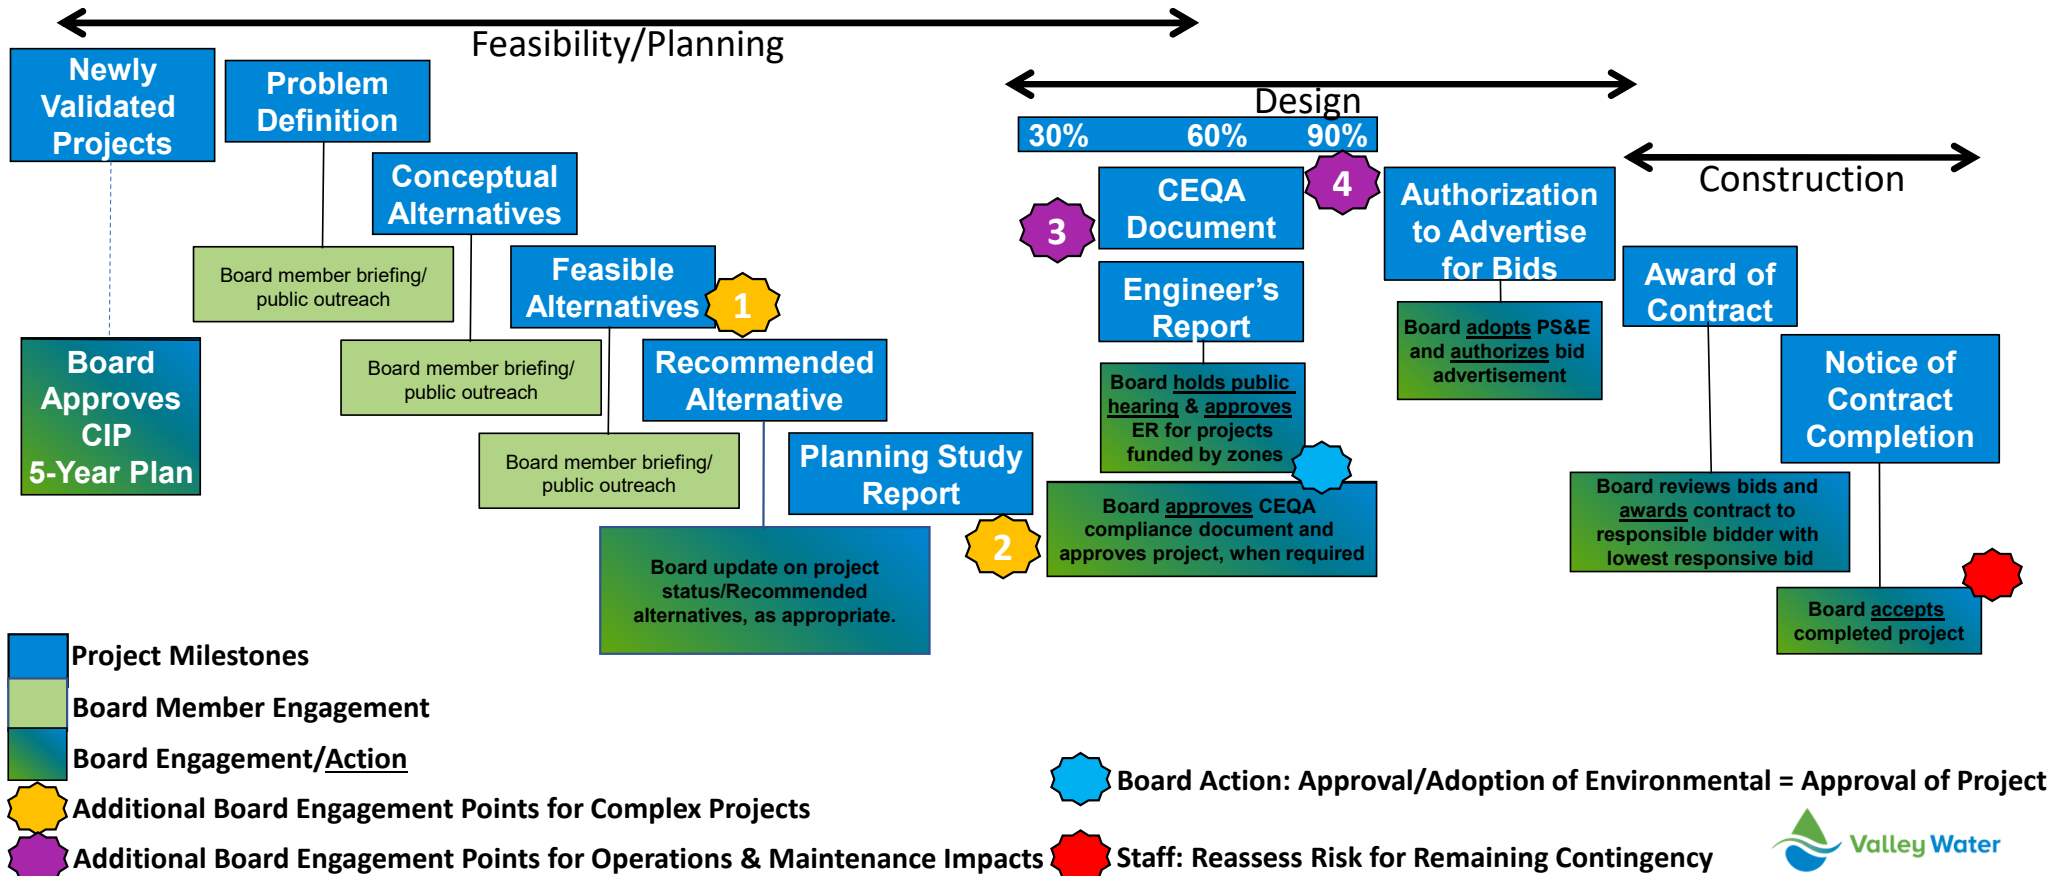 Feasibility/Planning
Newly
Validated
Projects
Problem
Definition
Conceptual
Alternatives
Board member briefing/
public outreach
Feasible
Alternatives
1
Board
Approves
CIP
5-Year Plan
Board member briefing/
public outreach
Recommended
Alternative
Board member briefing/
public outreach
Planning Study
Report
2
Board update on project
status/Recommended
alternatives, as appropriate.
Design
30% 60% 90%
CEQA
Document
3
4
Engineer's
Report
Board holds public
hearing & approves
ER for projects
funded by zones
Board approves CEQA
compliance document and
approves project, when required
Authorization
to Advertise
for Bids
Board adopts PS&E
and authorizes bid
advertisement
Construction
Award of
Contract
Notice of
Contract
Completion
Board reviews bids and
awards contract to
responsible bidder with
lowest responsive bid
Board accepts
completed project
Project Milestones
Board Member Engagement
Board Engagement/Action
Additional Board Engagement Points for Complex Projects
Additional Board Engagement Points for Operations & Maintenance Impacts
Board Action: Approval/Adoption of Environmental = Approval of Project
Staff: Reassess Risk for Remaining Contingency
Valley Water